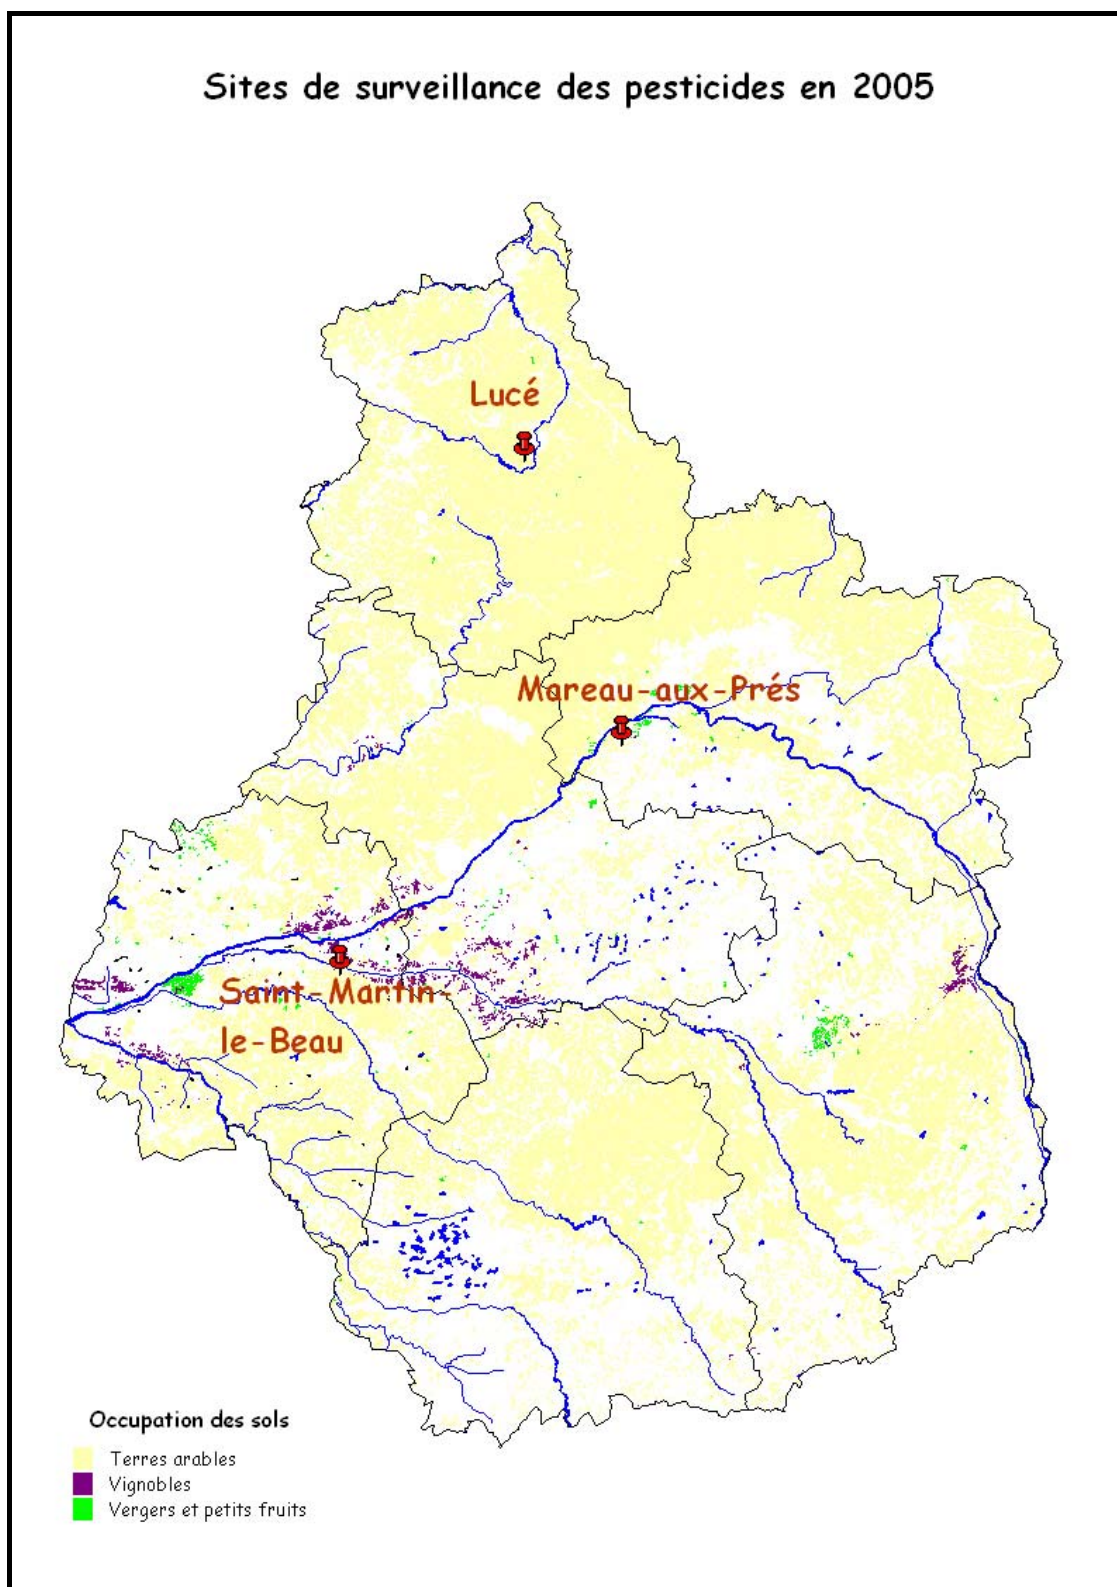 Sites de surveillance des pesticides en 2005
Lucé
Mareau-aux-Prés
Saint-Martin-
le-Beau
Occupation des sols
Terres arables
Vignobles
Vergers et petits fruits